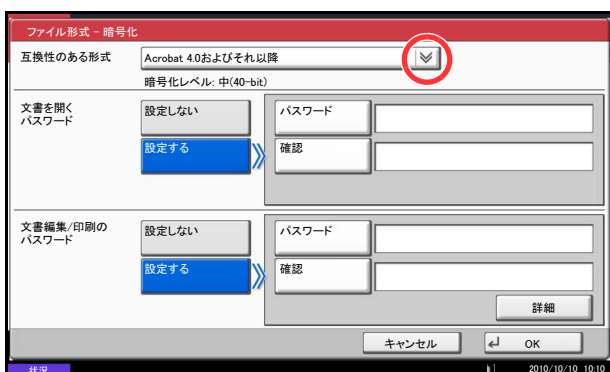 ファイル形式 - 暗号化
互換性のある形式
Acrobat 4.0およびそれ以降
暗号化レベル: 中(40-bit)
文書を開く
パスワード
設定しない
パスワード
設定する
確認
文書編集/印刷の
パスワード
設定しない
パスワード
設定する
確認
詳細
キャンセル
OK
状況
2010/10/10 10:10